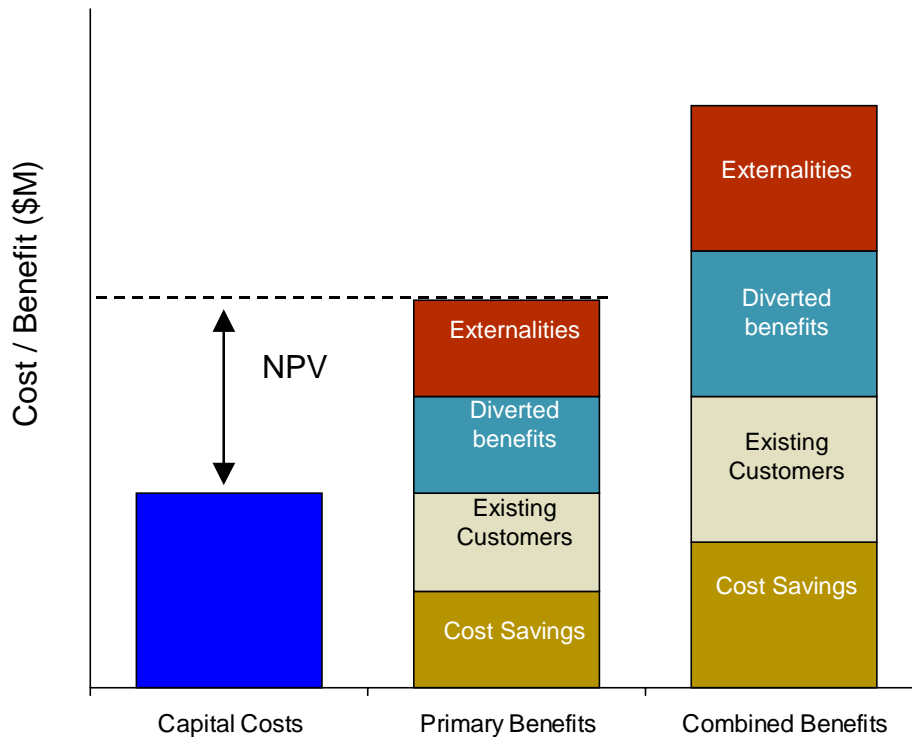 Cost / Benefit ($M)
NPV
Externalities
Diverted
benefits
Existing
Customers
Cost Savings
Externalities
Diverted
benefits
Existing
Customers
Cost Savings
Capital Costs
Primary Benefits
Combined Benefits